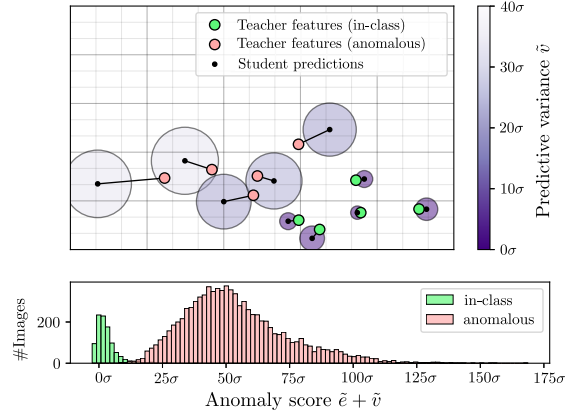 Teacher features (in-class)
Teacher features (anomalous)
Student predictions
40σ
30σ
20σ
10σ
0σ
Predictive variance ṽ
in-class
anomalous
#Images
200
0
0σ
25σ
50σ
75σ
100σ
125σ
150σ
175σ
Anomaly score ẽ + ṽ